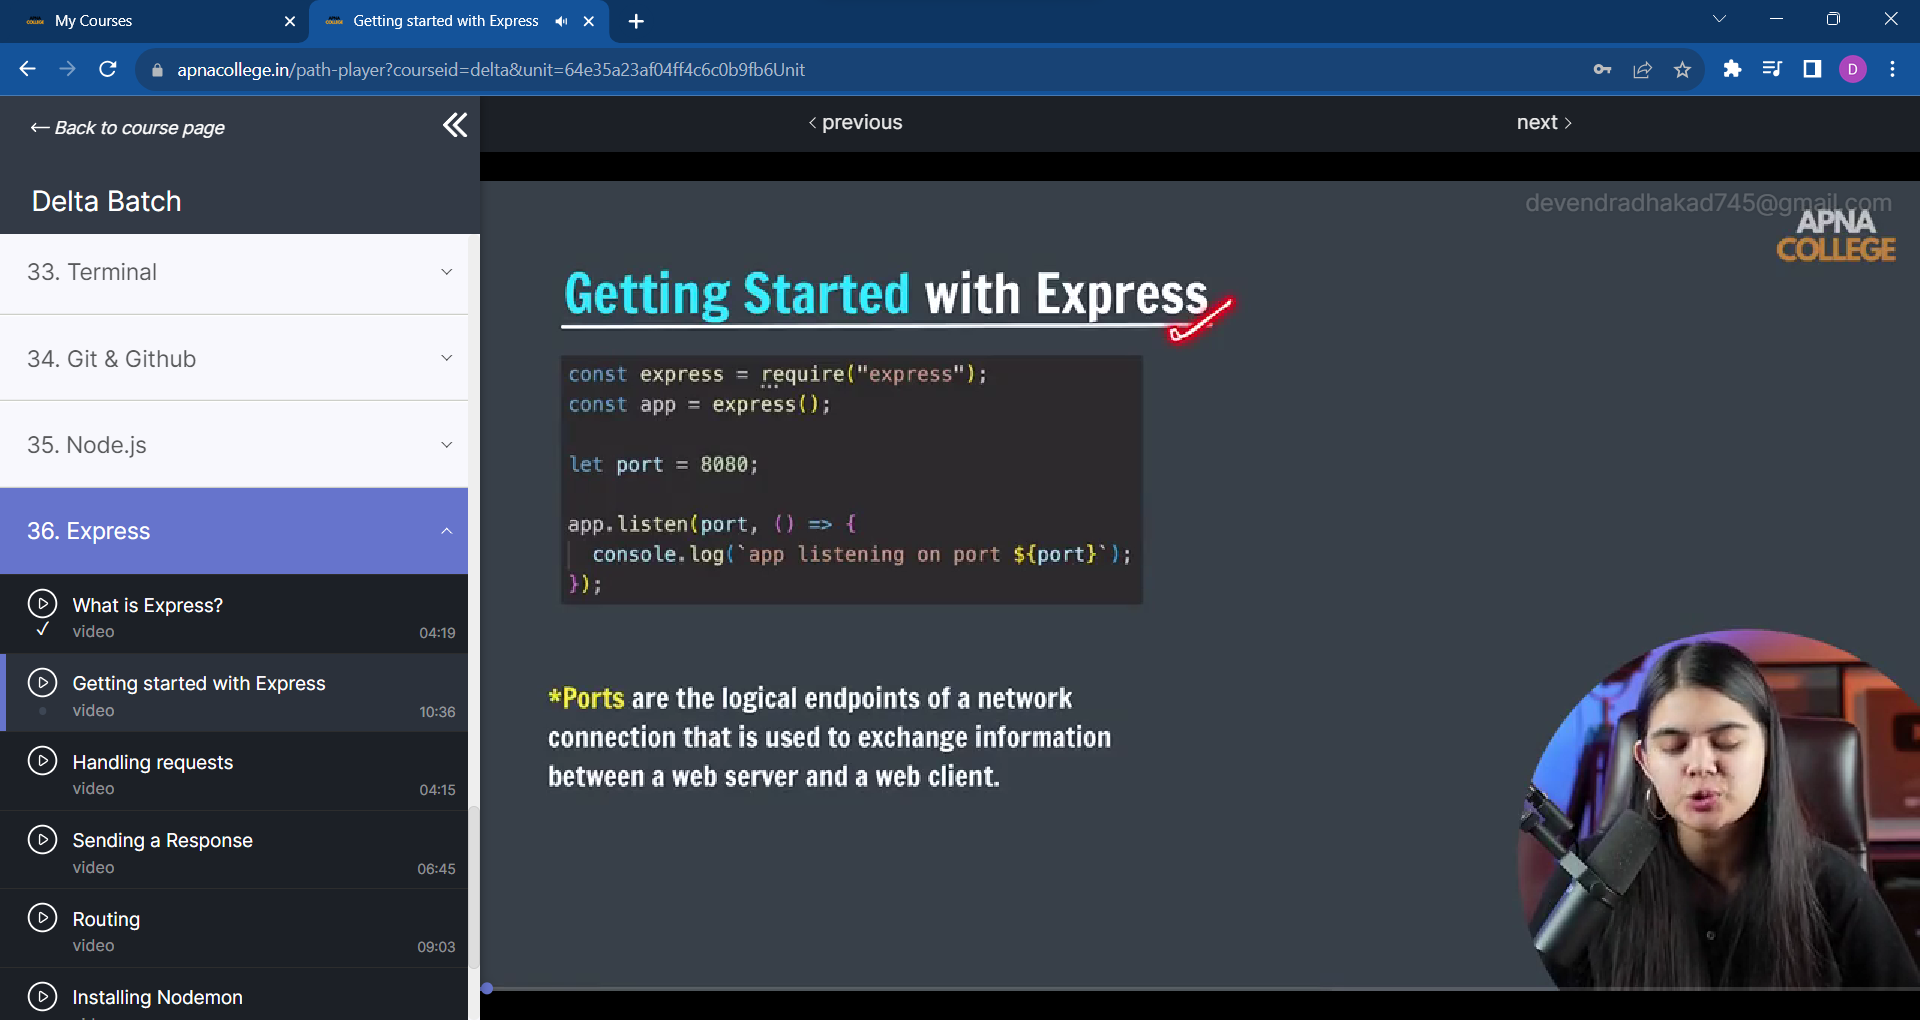 My Courses
Getting started with Express
apnacollege.in/path-player?courseid=delta&unit=64e35a23af04ff4c6c0b9fb6Unit
D
← Back to course page
Delta Batch
33. Terminal
34. Git & Github
35. Node.js
36. Express
What is Express?
video
04:19
Getting started with Express
video
10:36
Handling requests
video
04:15
Sending a Response
video
06:45
Routing
video
09:03
Installing Nodemon
‹ previous
next ›
devendradhakad745@gmail.com
APNA
COLLEGE
Getting Started with Express
const express = require("express");
const app = express();
let port = 8080;
app.listen(port, () => {
console.log(`app listening on port ${port}`);
});
*Ports are the logical endpoints of a network
connection that is used to exchange information
between a web server and a web client.